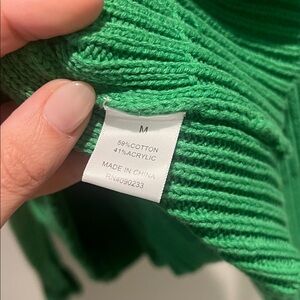 M
59%COTTON
41%ACRYLIC
MADE IN CHINA
RN4090233